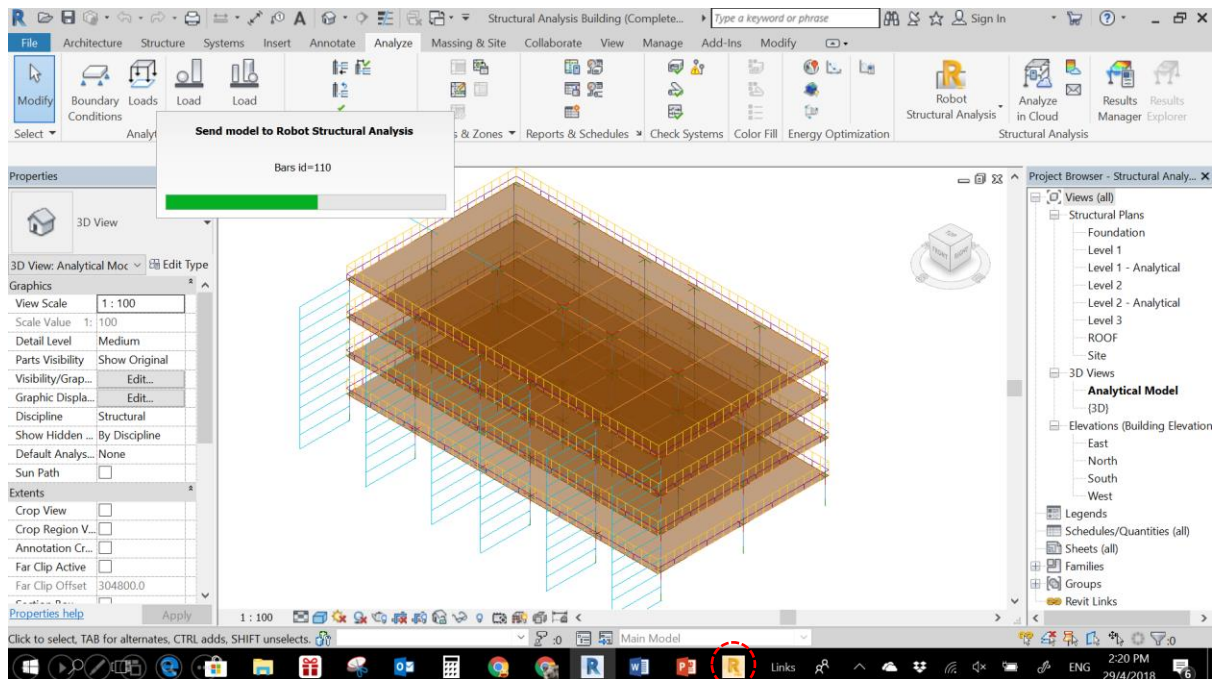 Structural Analysis Building (Complete...
Type a keyword or phrase
Sign In
File Architecture Structure Systems Insert Annotate Analyze Massing & Site Collaborate View Manage Add-Ins Modify
Modify
Boundary Conditions
Loads
Load
Load
Robot Structural Analysis
Analyze in Cloud
Results Manager
Results Explorer
Select
s & Zones
Reports & Schedules
Check Systems
Color Fill
Energy Optimization
Structural Analysis
Send model to Robot Structural Analysis
Bars id=110
Properties
3D View
3D View: Analytical Moc
Edit Type
Graphics
View Scale 1 : 100
Scale Value 1: 100
Detail Level Medium
Parts Visibility Show Original
Visibility/Grap... Edit...
Graphic Displa... Edit...
Discipline Structural
Show Hidden ... By Discipline
Default Analys... None
Sun Path
Extents
Crop View
Crop Region V...
Annotation Cr...
Far Clip Active
Far Clip Offset 304800.0
Properties help
Apply
TOP
FRONT
RIGHT
Project Browser - Structural Analy...
Views (all)
Structural Plans
Foundation
Level 1
Level 1 - Analytical
Level 2
Level 2 - Analytical
Level 3
ROOF
Site
3D Views
Analytical Model
{3D}
Elevations (Building Elevation
East
North
South
West
Legends
Schedules/Quantities (all)
Sheets (all)
Families
Groups
Revit Links
1 : 100
Click to select, TAB for alternates, CTRL adds, SHIFT unselects.
:0
Main Model
:0
Links
ENG
2:20 PM
29/4/2018
6